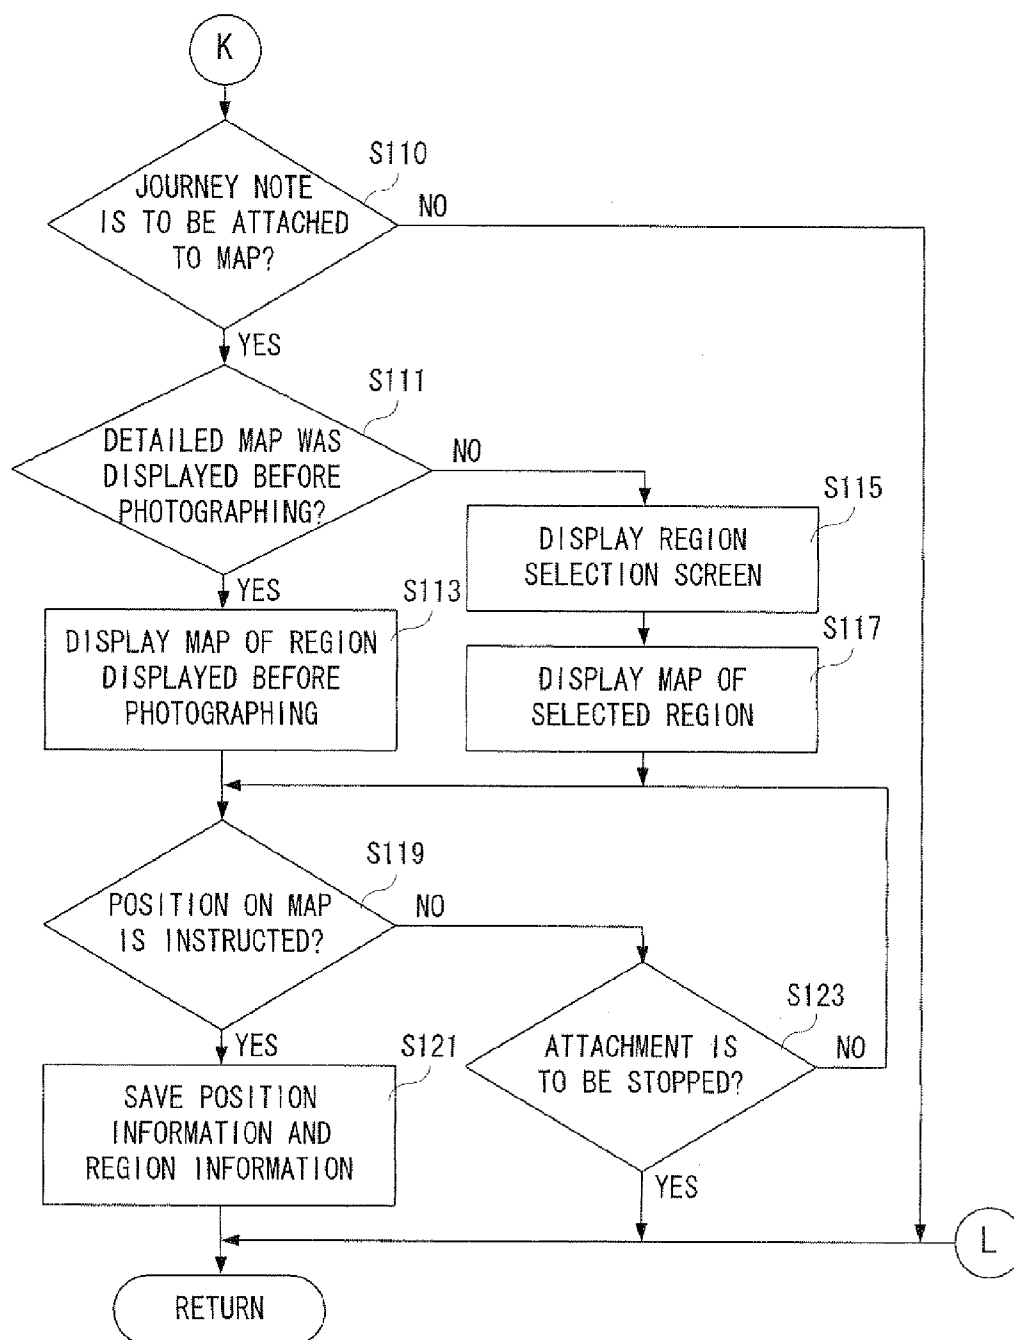 K
S110
JOURNEY NOTE
IS TO BE ATTACHED
TO MAP?
NO
YES
S111
DETAILED MAP WAS
DISPLAYED BEFORE
PHOTOGRAPHING?
NO
YES
S115
DISPLAY REGION
SELECTION SCREEN
S113
DISPLAY MAP OF REGION
DISPLAYED BEFORE
PHOTOGRAPHING
S117
DISPLAY MAP OF
SELECTED REGION
S119
POSITION ON MAP
IS INSTRUCTED?
NO
YES
S123
ATTACHMENT IS
TO BE STOPPED?
NO
YES
S121
SAVE POSITION
INFORMATION AND
REGION INFORMATION
L
RETURN